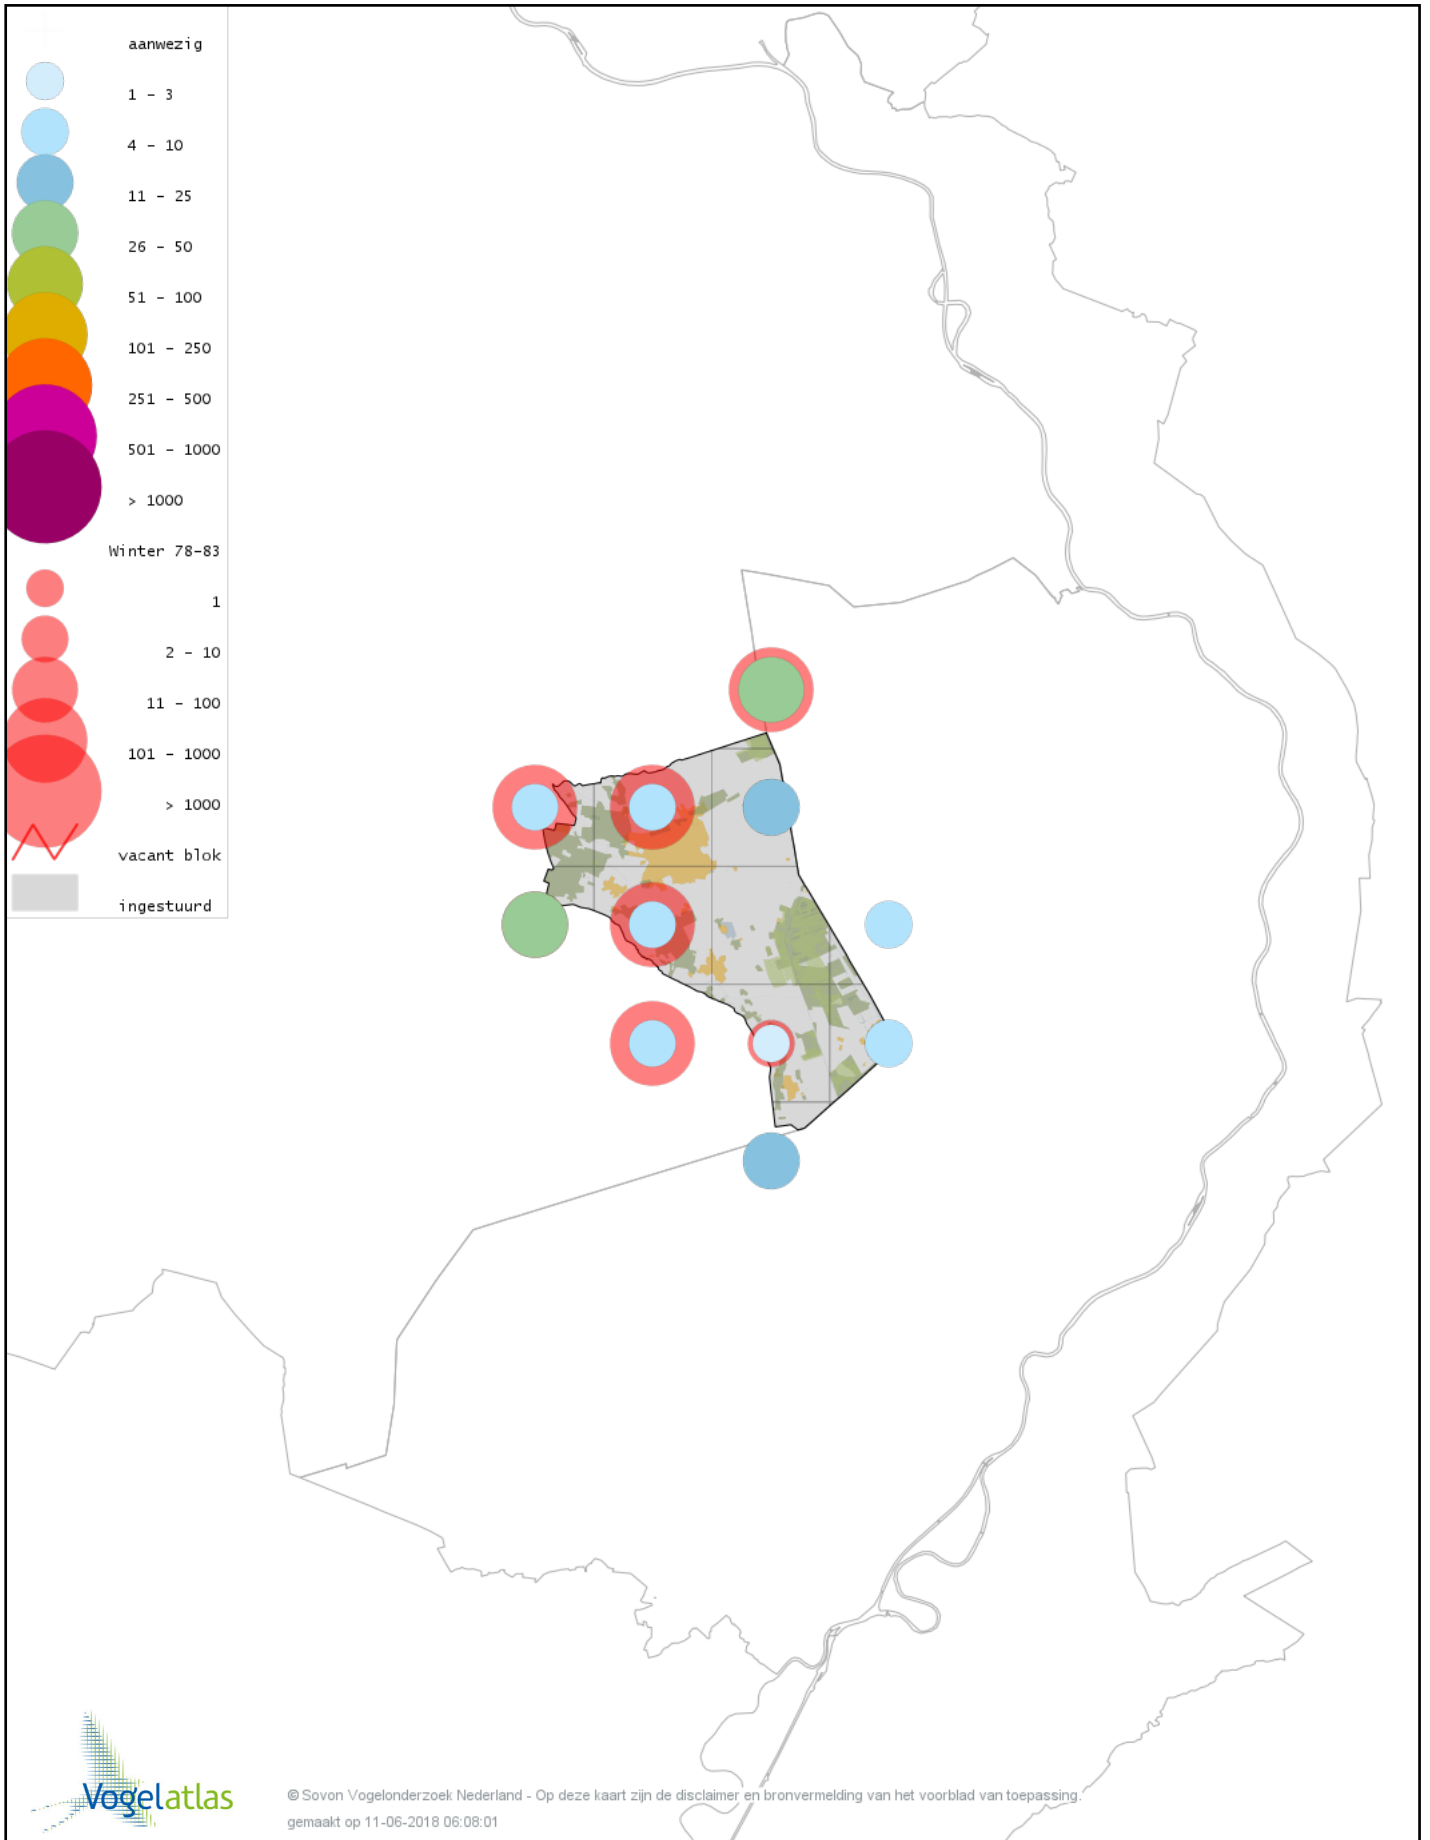 aanwezig
1 - 3
4 - 10
11 - 25
26 - 50
51 - 100
101 - 250
251 - 500
501 - 1000
> 1000
Winter 78-83
1
2 - 10
11 - 100
101 - 1000
> 1000
vacant blok
ingestuurd
Vogelatlas
© Sovon Vogelonderzoek Nederland - Op deze kaart zijn de disclaimer en bronvermelding van het voorblad van toepassing.
gemaakt op 11-06-2018 06:08:01